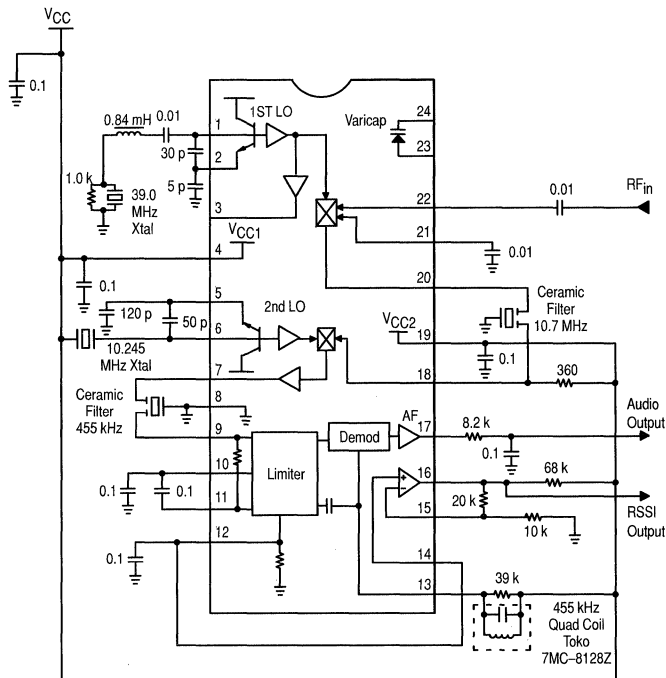 VCC
0.1
0.84 mH
0.01
1.0 k
39.0
MHz
Xtal
1
2
3
30 p
5 p
1ST LO
Varicap
24
23
22
21
20
0.01
RFin
0.01
4
VCC1
0.1
5
6
7
8
9
10
11
12
120 p
50 p
10.245
MHz Xtal
2nd LO
VCC2
19
18
0.1
Ceramic
Filter
10.7 MHz
360
Ceramic
Filter
455 kHz
Limiter
Demod
AF
17
8.2 k
0.1
Audio
Output
0.1
0.1
0.1
+
-
16
15
14
13
20 k
68 k
10 k
RSSI
Output
39 k
455 kHz
Quad Coil
Toko
7MC–8128Z